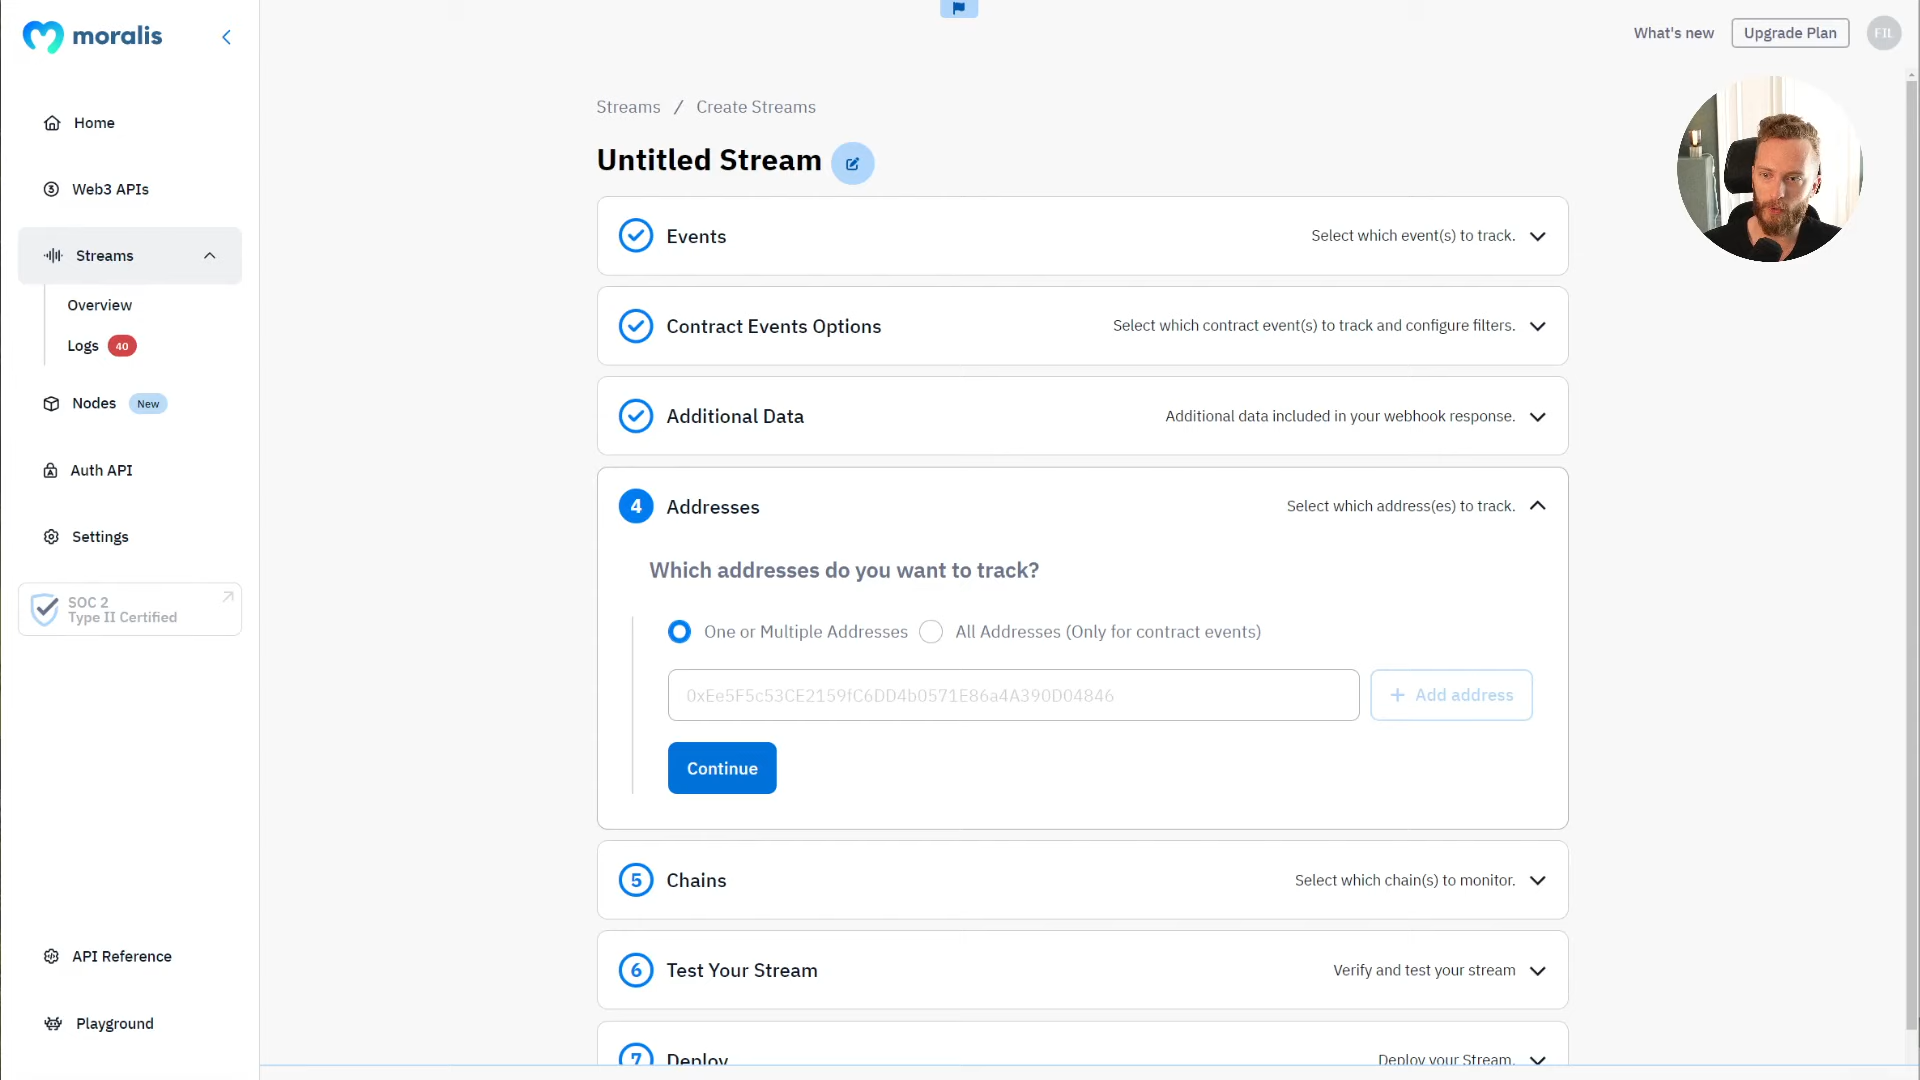 moralis
What's new
Upgrade Plan
FIL
Home
Web3 APIs
Streams
Overview
Logs 40
Nodes New
Auth API
Settings
SOC 2
Type II Certified
API Reference
Playground
Streams / Create Streams
Untitled Stream
Events
Select which event(s) to track.
Contract Events Options
Select which contract event(s) to track and configure filters.
Additional Data
Additional data included in your webhook response.
4 Addresses
Select which address(es) to track.
Which addresses do you want to track?
One or Multiple Addresses
All Addresses (Only for contract events)
0xEe5F5c53CE2159fC6DD4b0571E86a4A390D04846
+ Add address
Continue
5 Chains
Select which chain(s) to monitor.
6 Test Your Stream
Verify and test your stream
7 Deploy
Deploy your Stream.